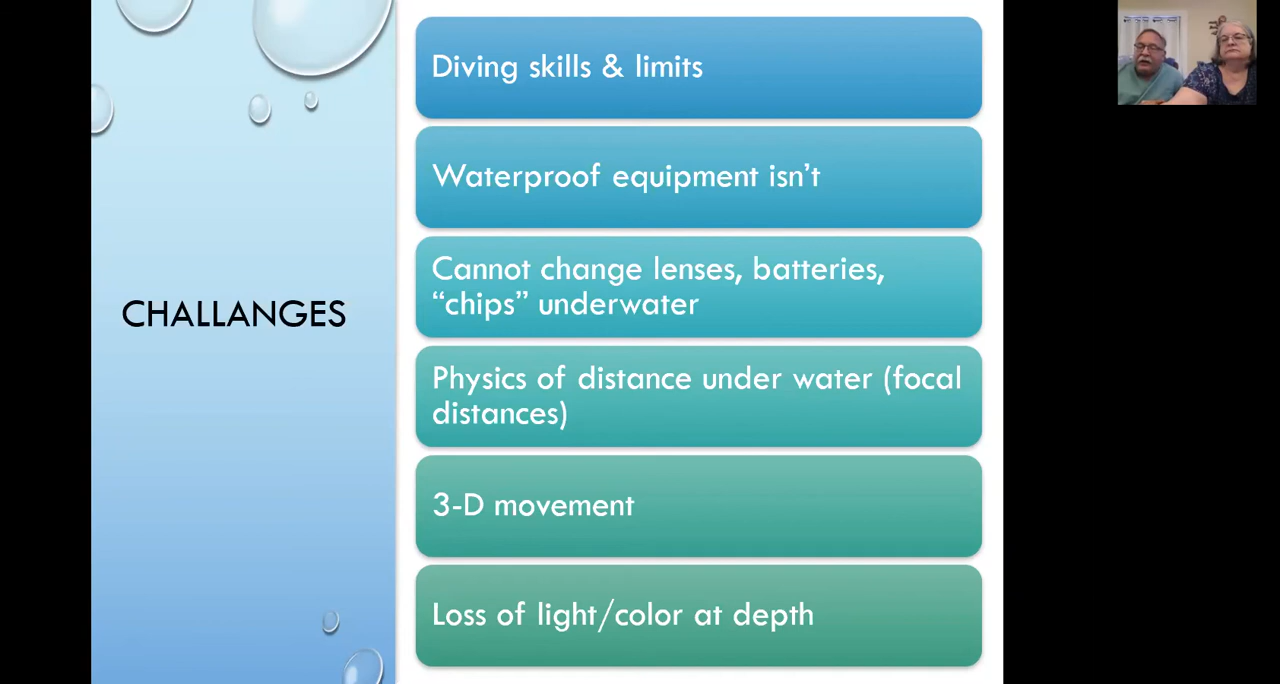 CHALLANGES
Diving skills & limits
Waterproof equipment isn’t
Cannot change lenses, batteries,
“chips” underwater
Physics of distance under water (focal
distances)
3-D movement
Loss of light/color at depth